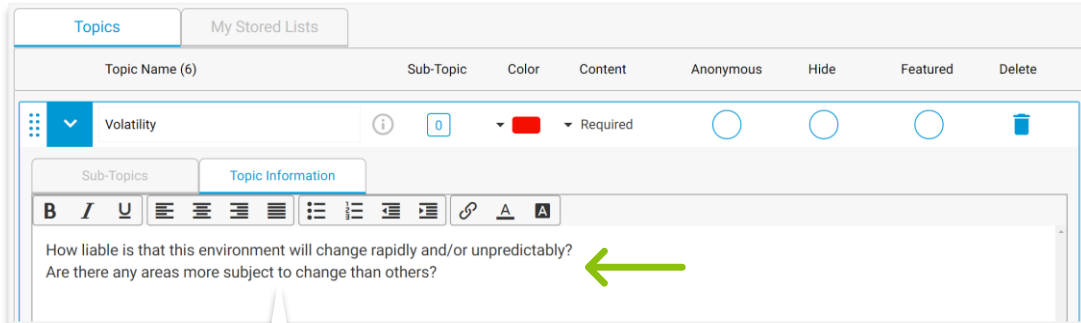 Topics My Stored Lists
Topic Name (6) Sub-Topic Color Content Anonymous Hide Featured Delete
Volatility 0 Required
Sub-Topics Topic Information
B I U A A
How liable is that this environment will change rapidly and/or unpredictably?
Are there any areas more subject to change than others?